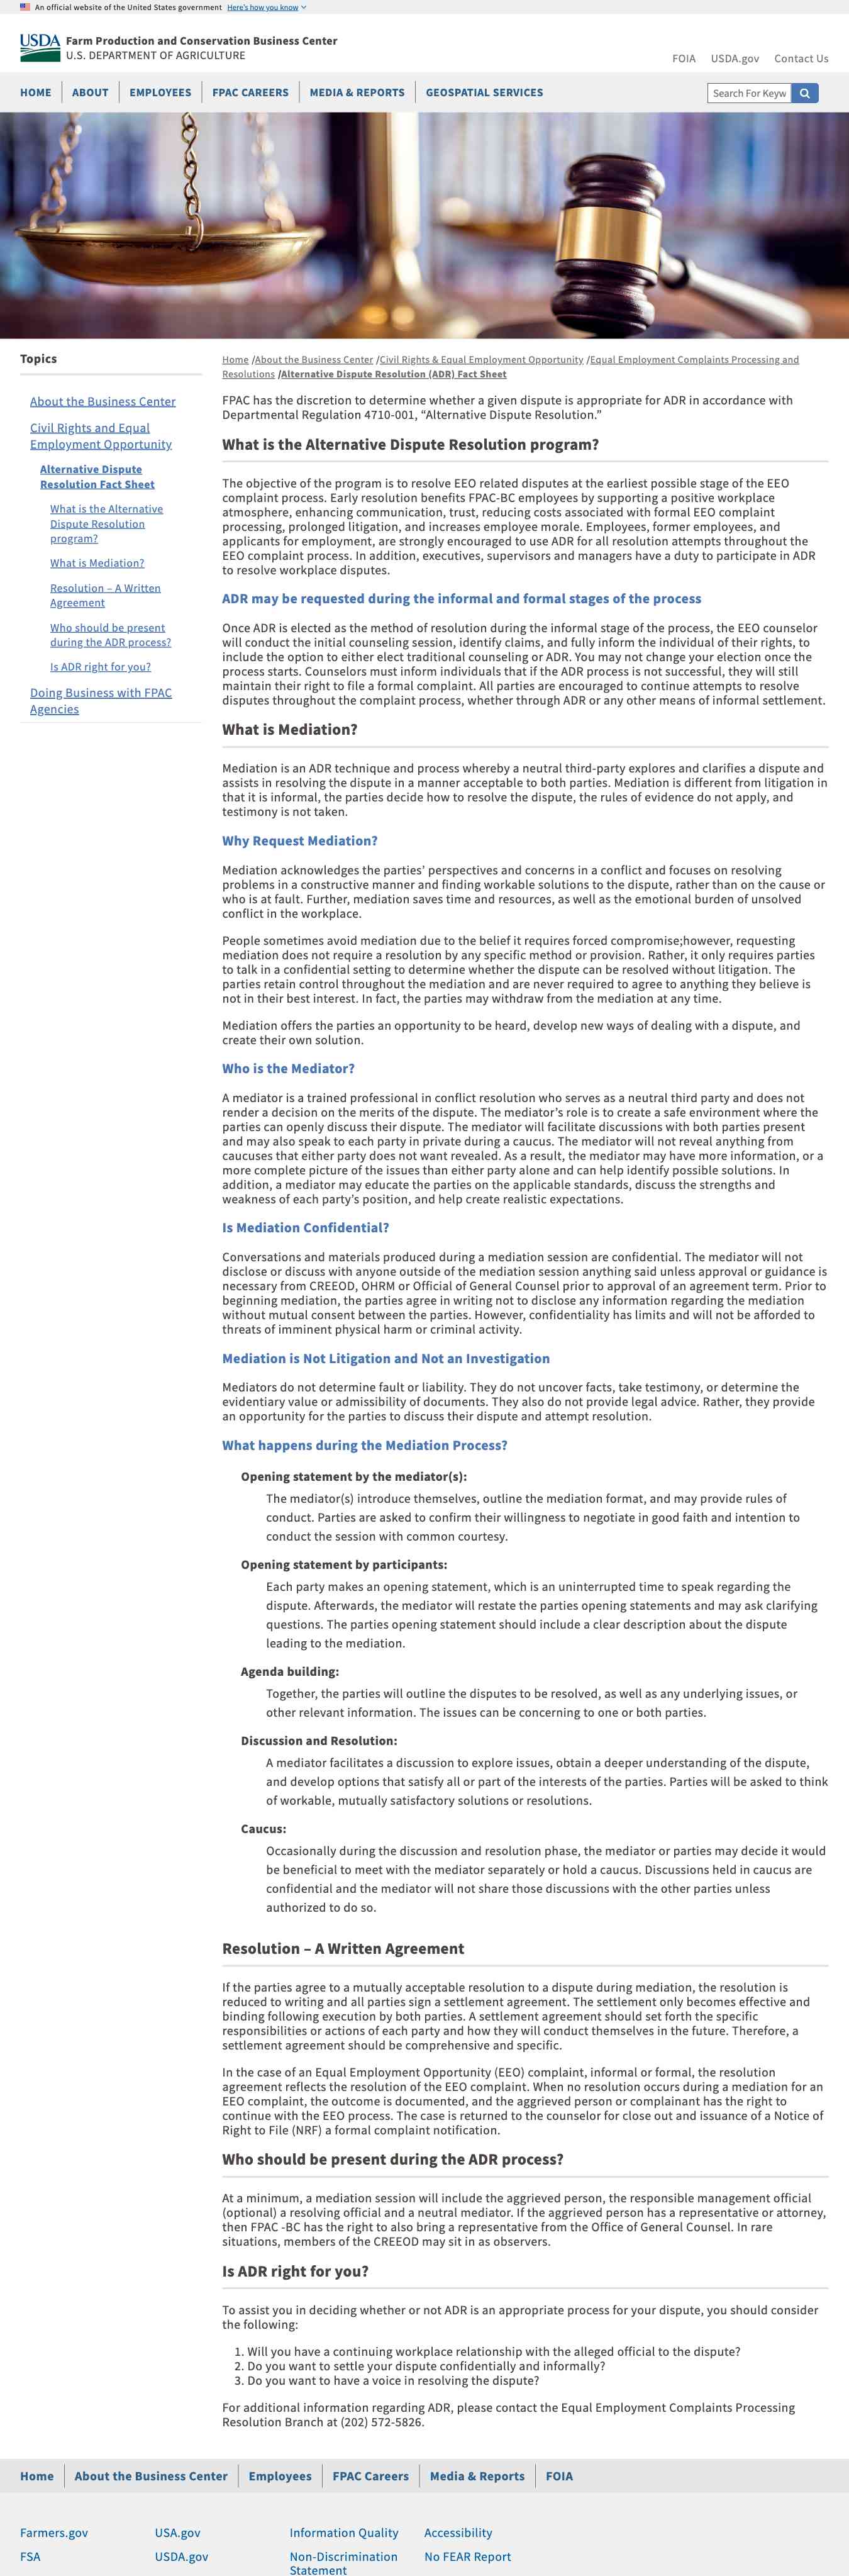 An official website of the United States government Here's how you know
USDA Farm Production and Conservation Business Center
U.S. DEPARTMENT OF AGRICULTURE
FOIA USDA.gov Contact Us
HOME ABOUT EMPLOYEES FPAC CAREERS MEDIA & REPORTS GEOSPATIAL SERVICES
Search For Keyw
Topics
About the Business Center
Civil Rights and Equal
Employment Opportunity
Alternative Dispute
Resolution Fact Sheet
What is the Alternative
Dispute Resolution
program?
What is Mediation?
Resolution – A Written
Agreement
Who should be present
during the ADR process?
Is ADR right for you?
Doing Business with FPAC
Agencies
Home /About the Business Center /Civil Rights & Equal Employment Opportunity /Equal Employment Complaints Processing and
Resolutions /Alternative Dispute Resolution (ADR) Fact Sheet
FPAC has the discretion to determine whether a given dispute is appropriate for ADR in accordance with
Departmental Regulation 4710-001, “Alternative Dispute Resolution.”
What is the Alternative Dispute Resolution program?
The objective of the program is to resolve EEO related disputes at the earliest possible stage of the EEO
complaint process. Early resolution benefits FPAC-BC employees by supporting a positive workplace
atmosphere, enhancing communication, trust, reducing costs associated with formal EEO complaint
processing, prolonged litigation, and increases employee morale. Employees, former employees, and
applicants for employment, are strongly encouraged to use ADR for all resolution attempts throughout the
EEO complaint process. In addition, executives, supervisors and managers have a duty to participate in ADR
to resolve workplace disputes.
ADR may be requested during the informal and formal stages of the process
Once ADR is elected as the method of resolution during the informal stage of the process, the EEO counselor
will conduct the initial counseling session, identify claims, and fully inform the individual of their rights, to
include the option to either elect traditional counseling or ADR. You may not change your election once the
process starts. Counselors must inform individuals that if the ADR process is not successful, they will still
maintain their right to file a formal complaint. All parties are encouraged to continue attempts to resolve
disputes throughout the complaint process, whether through ADR or any other means of informal settlement.
What is Mediation?
Mediation is an ADR technique and process whereby a neutral third-party explores and clarifies a dispute and
assists in resolving the dispute in a manner acceptable to both parties. Mediation is different from litigation in
that it is informal, the parties decide how to resolve the dispute, the rules of evidence do not apply, and
testimony is not taken.
Why Request Mediation?
Mediation acknowledges the parties’ perspectives and concerns in a conflict and focuses on resolving
problems in a constructive manner and finding workable solutions to the dispute, rather than on the cause or
who is at fault. Further, mediation saves time and resources, as well as the emotional burden of unsolved
conflict in the workplace.
People sometimes avoid mediation due to the belief it requires forced compromise;however, requesting
mediation does not require a resolution by any specific method or provision. Rather, it only requires parties
to talk in a confidential setting to determine whether the dispute can be resolved without litigation. The
parties retain control throughout the mediation and are never required to agree to anything they believe is
not in their best interest. In fact, the parties may withdraw from the mediation at any time.
Mediation offers the parties an opportunity to be heard, develop new ways of dealing with a dispute, and
create their own solution.
Who is the Mediator?
A mediator is a trained professional in conflict resolution who serves as a neutral third party and does not
render a decision on the merits of the dispute. The mediator’s role is to create a safe environment where the
parties can openly discuss their dispute. The mediator will facilitate discussions with both parties present
and may also speak to each party in private during a caucus. The mediator will not reveal anything from
caucuses that either party does not want revealed. As a result, the mediator may have more information, or a
more complete picture of the issues than either party alone and can help identify possible solutions. In
addition, a mediator may educate the parties on the applicable standards, discuss the strengths and
weakness of each party’s position, and help create realistic expectations.
Is Mediation Confidential?
Conversations and materials produced during a mediation session are confidential. The mediator will not
disclose or discuss with anyone outside of the mediation session anything said unless approval or guidance is
necessary from CREEOD, OHRM or Official of General Counsel prior to approval of an agreement term. Prior to
beginning mediation, the parties agree in writing not to disclose any information regarding the mediation
without mutual consent between the parties. However, confidentiality has limits and will not be afforded to
threats of imminent physical harm or criminal activity.
Mediation is Not Litigation and Not an Investigation
Mediators do not determine fault or liability. They do not uncover facts, take testimony, or determine the
evidentiary value or admissibility of documents. They also do not provide legal advice. Rather, they provide
an opportunity for the parties to discuss their dispute and attempt resolution.
What happens during the Mediation Process?
Opening statement by the mediator(s):
The mediator(s) introduce themselves, outline the mediation format, and may provide rules of
conduct. Parties are asked to confirm their willingness to negotiate in good faith and intention to
conduct the session with common courtesy.
Opening statement by participants:
Each party makes an opening statement, which is an uninterrupted time to speak regarding the
dispute. Afterwards, the mediator will restate the parties opening statements and may ask clarifying
questions. The parties opening statement should include a clear description about the dispute
leading to the mediation.
Agenda building:
Together, the parties will outline the disputes to be resolved, as well as any underlying issues, or
other relevant information. The issues can be concerning to one or both parties.
Discussion and Resolution:
A mediator facilitates a discussion to explore issues, obtain a deeper understanding of the dispute,
and develop options that satisfy all or part of the interests of the parties. Parties will be asked to think
of workable, mutually satisfactory solutions or resolutions.
Caucus:
Occasionally during the discussion and resolution phase, the mediator or parties may decide it would
be beneficial to meet with the mediator separately or hold a caucus. Discussions held in caucus are
confidential and the mediator will not share those discussions with the other parties unless
authorized to do so.
Resolution – A Written Agreement
If the parties agree to a mutually acceptable resolution to a dispute during mediation, the resolution is
reduced to writing and all parties sign a settlement agreement. The settlement only becomes effective and
binding following execution by both parties. A settlement agreement should set forth the specific
responsibilities or actions of each party and how they will conduct themselves in the future. Therefore, a
settlement agreement should be comprehensive and specific.
In the case of an Equal Employment Opportunity (EEO) complaint, informal or formal, the resolution
agreement reflects the resolution of the EEO complaint. When no resolution occurs during a mediation for an
EEO complaint, the outcome is documented, and the aggrieved person or complainant has the right to
continue with the EEO process. The case is returned to the counselor for close out and issuance of a Notice of
Right to File (NRF) a formal complaint notification.
Who should be present during the ADR process?
At a minimum, a mediation session will include the aggrieved person, the responsible management official
(optional) a resolving official and a neutral mediator. If the aggrieved person has a representative or attorney,
then FPAC -BC has the right to also bring a representative from the Office of General Counsel. In rare
situations, members of the CREEOD may sit in as observers.
Is ADR right for you?
To assist you in deciding whether or not ADR is an appropriate process for your dispute, you should consider
the following:
1. Will you have a continuing workplace relationship with the alleged official to the dispute?
2. Do you want to settle your dispute confidentially and informally?
3. Do you want to have a voice in resolving the dispute?
For additional information regarding ADR, please contact the Equal Employment Complaints Processing
Resolution Branch at (202) 572-5826.
Home About the Business Center Employees FPAC Careers Media & Reports FOIA
Farmers.gov USA.gov Information Quality Accessibility
FSA USDA.gov Non-Discrimination No FEAR Report
Statement